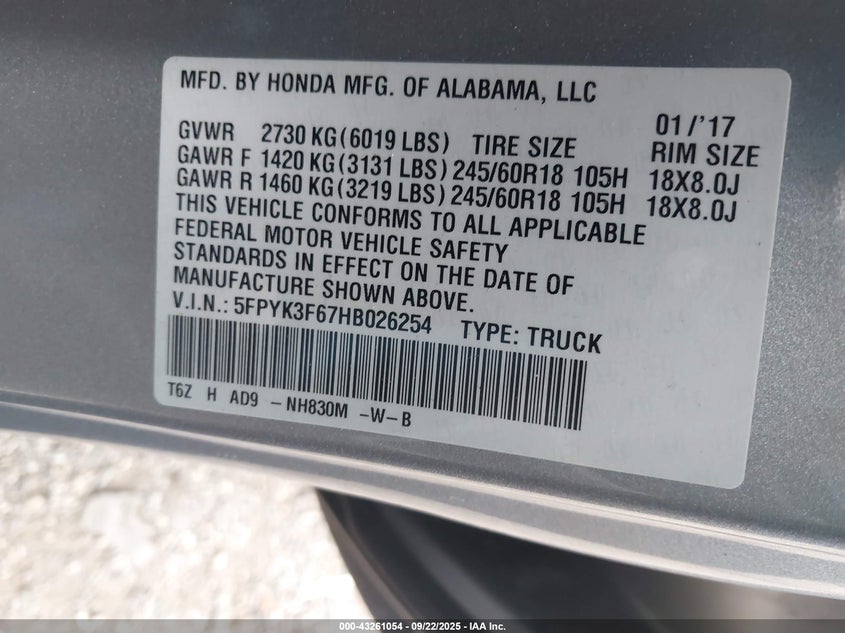 MFD. BY HONDA MFG. OF ALABAMA, LLC
01/'17
GVWR 2730 KG(6019 LBS) TIRE SIZE RIM SIZE
GAWR F 1420 KG(3131 LBS) 245/60R18 105H 18X8.0J
GAWR R 1460 KG(3219 LBS) 245/60R18 105H 18X8.0J
THIS VEHICLE CONFORMS TO ALL APPLICABLE
FEDERAL MOTOR VEHICLE SAFETY
STANDARDS IN EFFECT ON THE DATE OF
MANUFACTURE SHOWN ABOVE.
V.I.N.: 5FPYK3F67HB026254 TYPE: TRUCK
T6Z H AD9 -NH830M -W-B
000-43261054 - 09/22/2025 - IAA Inc.